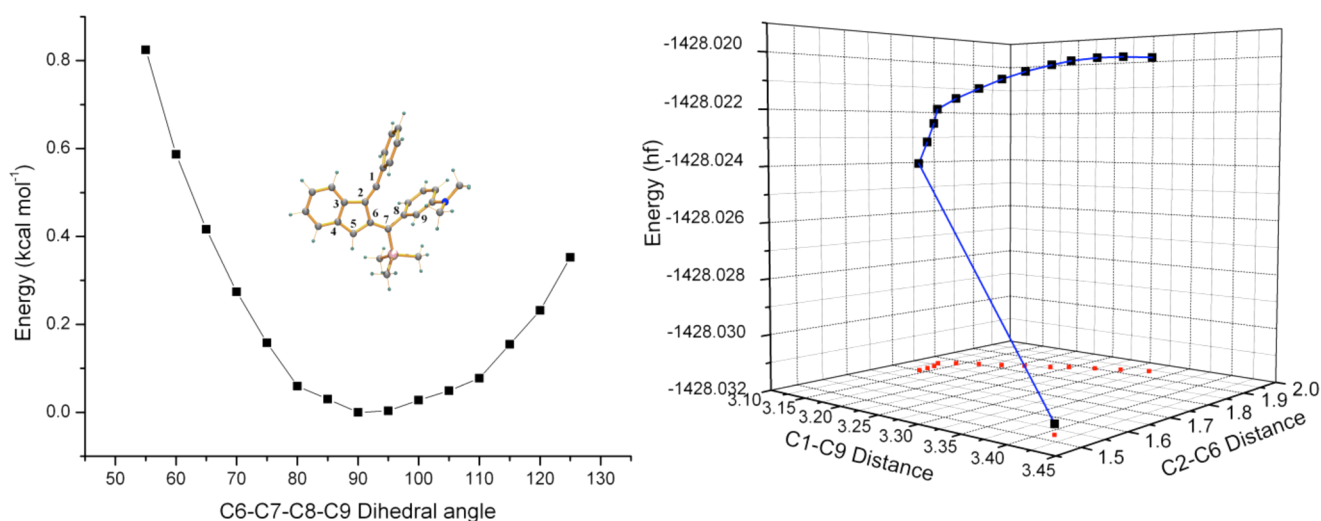 0.8
0.6
0.4
0.2
0.0
Energy (kcal mol⁻¹)
50 60 70 80 90 100 110 120 130
C6-C7-C8-C9 Dihedral angle
1
2
3
4
5
6
7
8
9
-1428.020
-1428.022
-1428.024
-1428.026
-1428.028
-1428.030
-1428.032
Energy (hf)
3.10 3.15 3.20 3.25 3.30 3.35 3.40 3.45
C1-C9 Distance
1.5 1.6 1.7 1.8 1.9 2.0
C2-C6 Distance